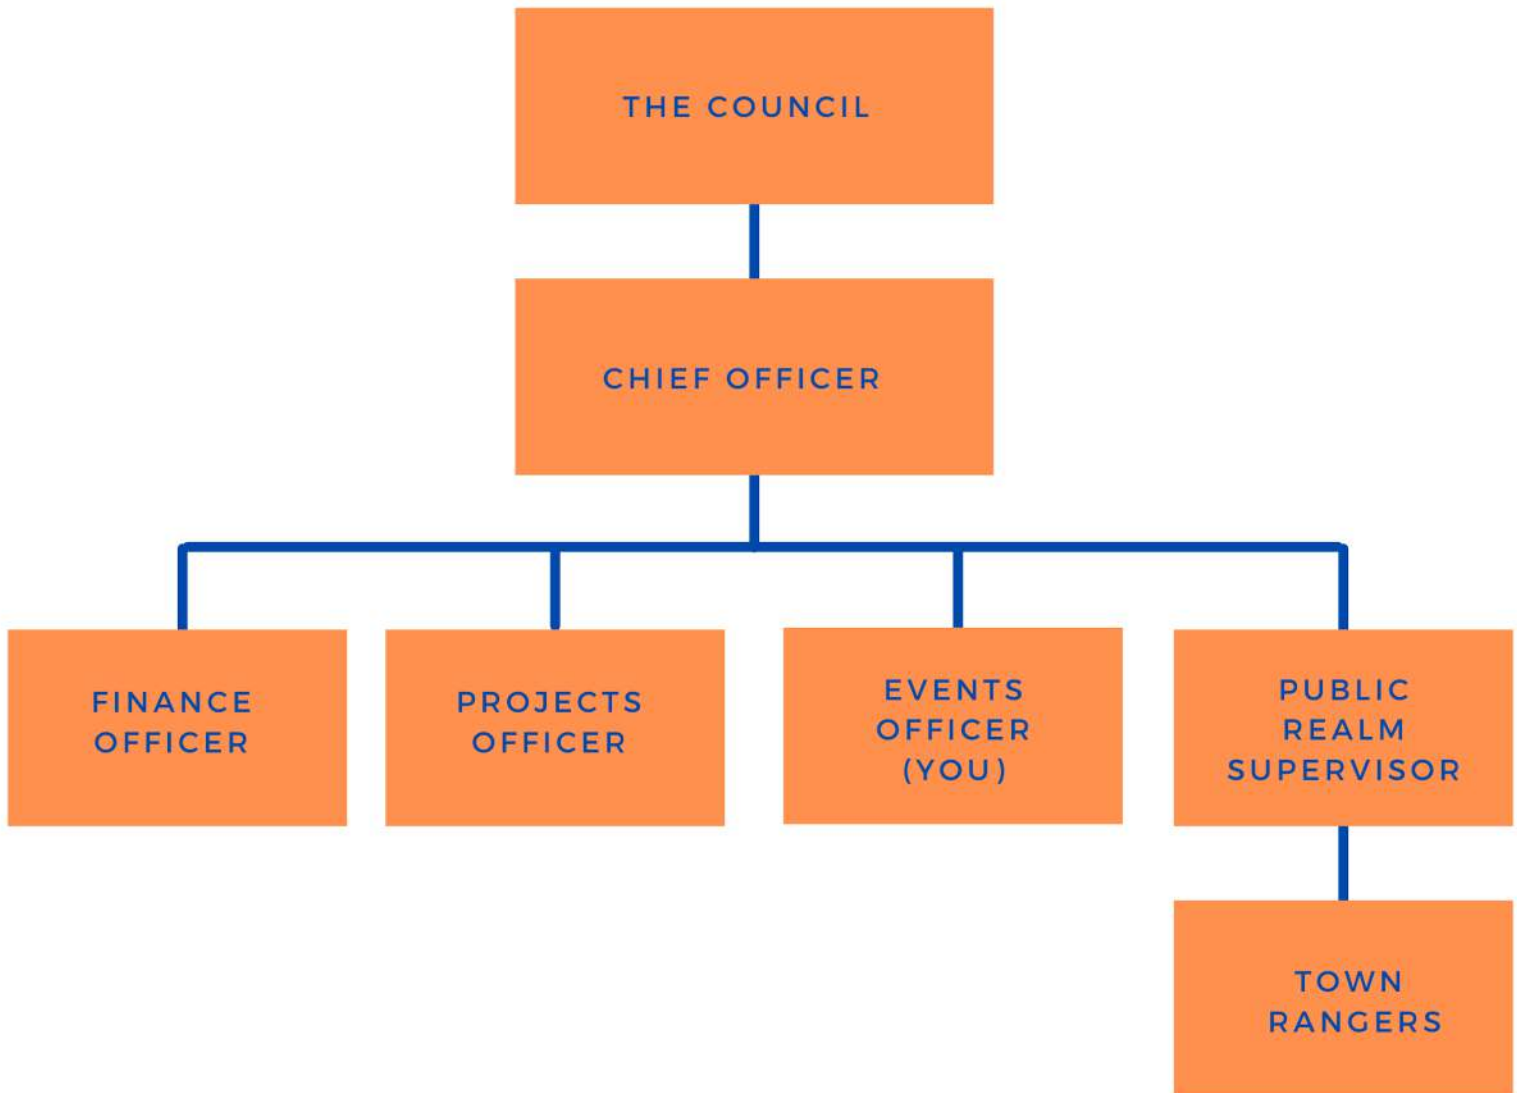 THE COUNCIL
CHIEF OFFICER
FINANCE
OFFICER
PROJECTS
OFFICER
EVENTS
OFFICER
(YOU)
PUBLIC
REALM
SUPERVISOR
TOWN
RANGERS